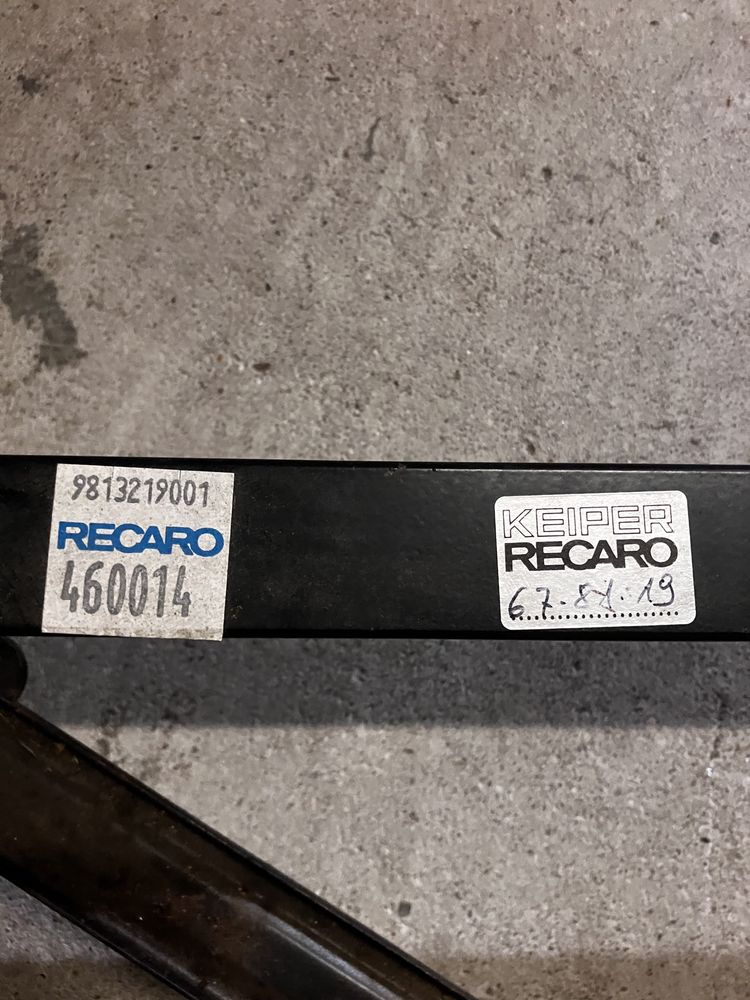 9813219001
RECARO
460014
KEIPER
RECARO
67.81.19